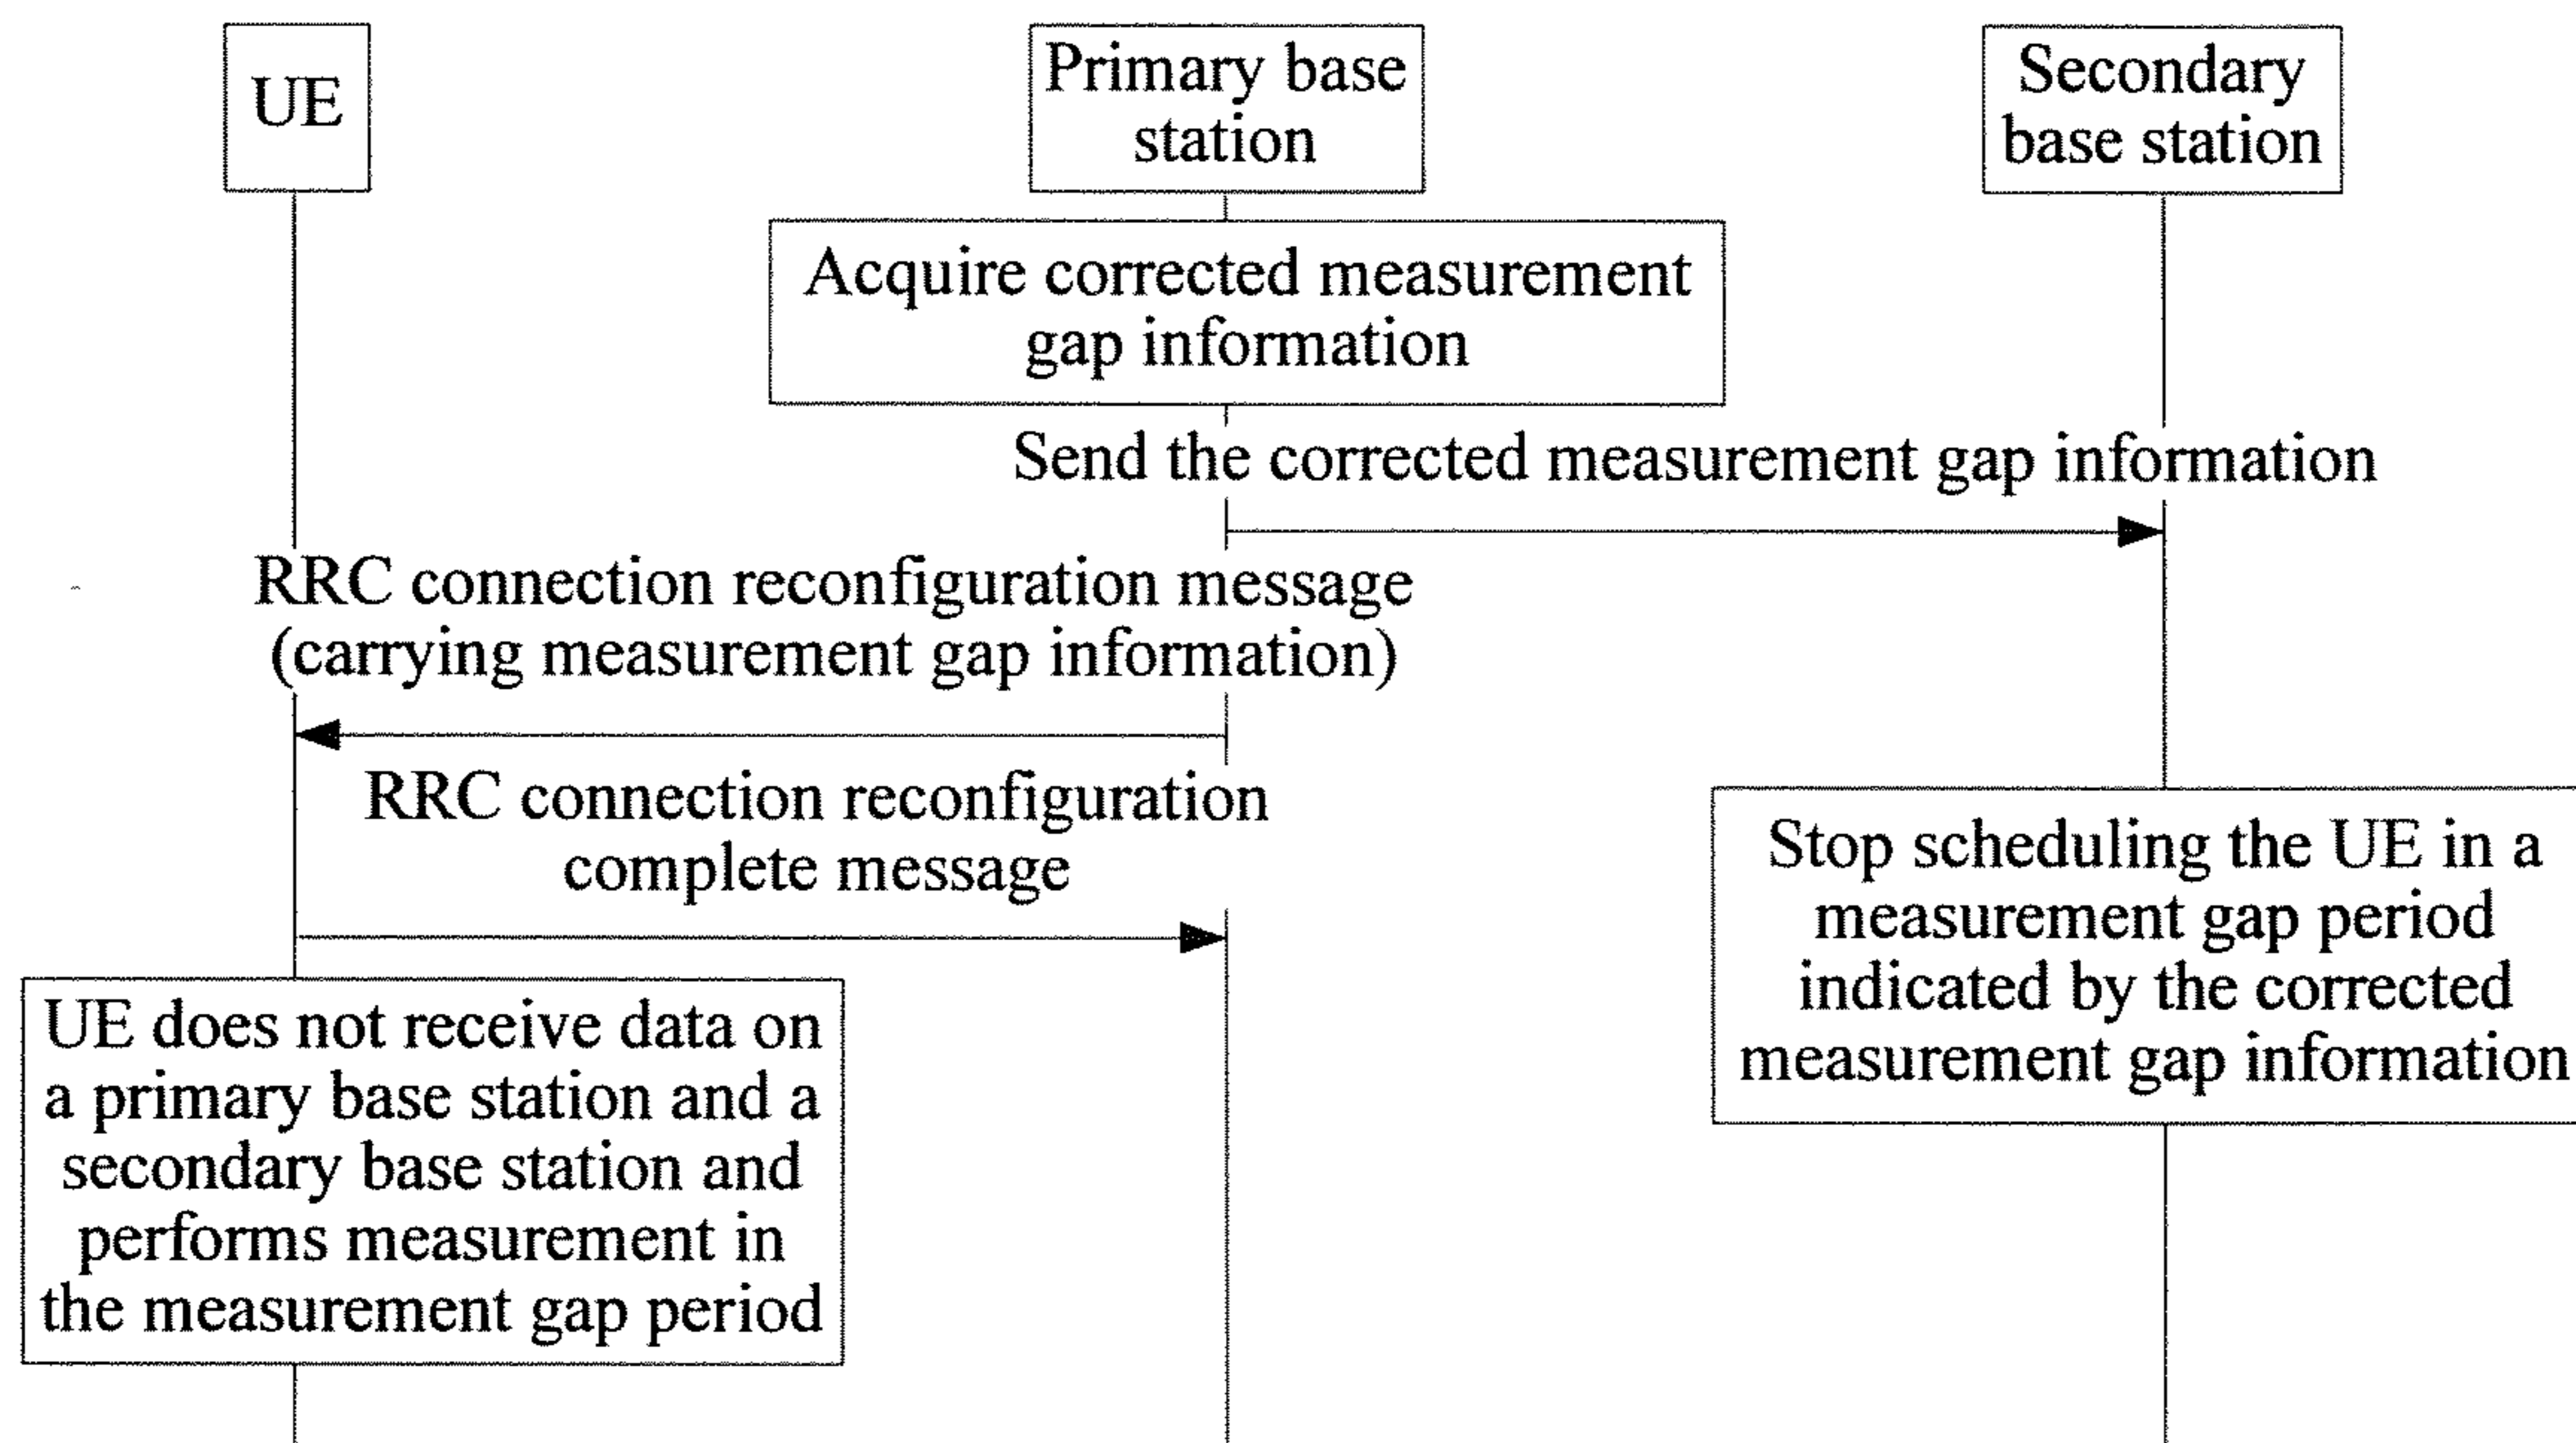 UE
Primary base
station
Secondary
base station
Acquire corrected measurement
gap information
Send the corrected measurement gap information
RRC connection reconfiguration message
(carrying measurement gap information)
RRC connection reconfiguration
complete message
Stop scheduling the UE in a
measurement gap period
indicated by the corrected
measurement gap information
UE does not receive data on
a primary base station and a
secondary base station and
performs measurement in
the measurement gap period